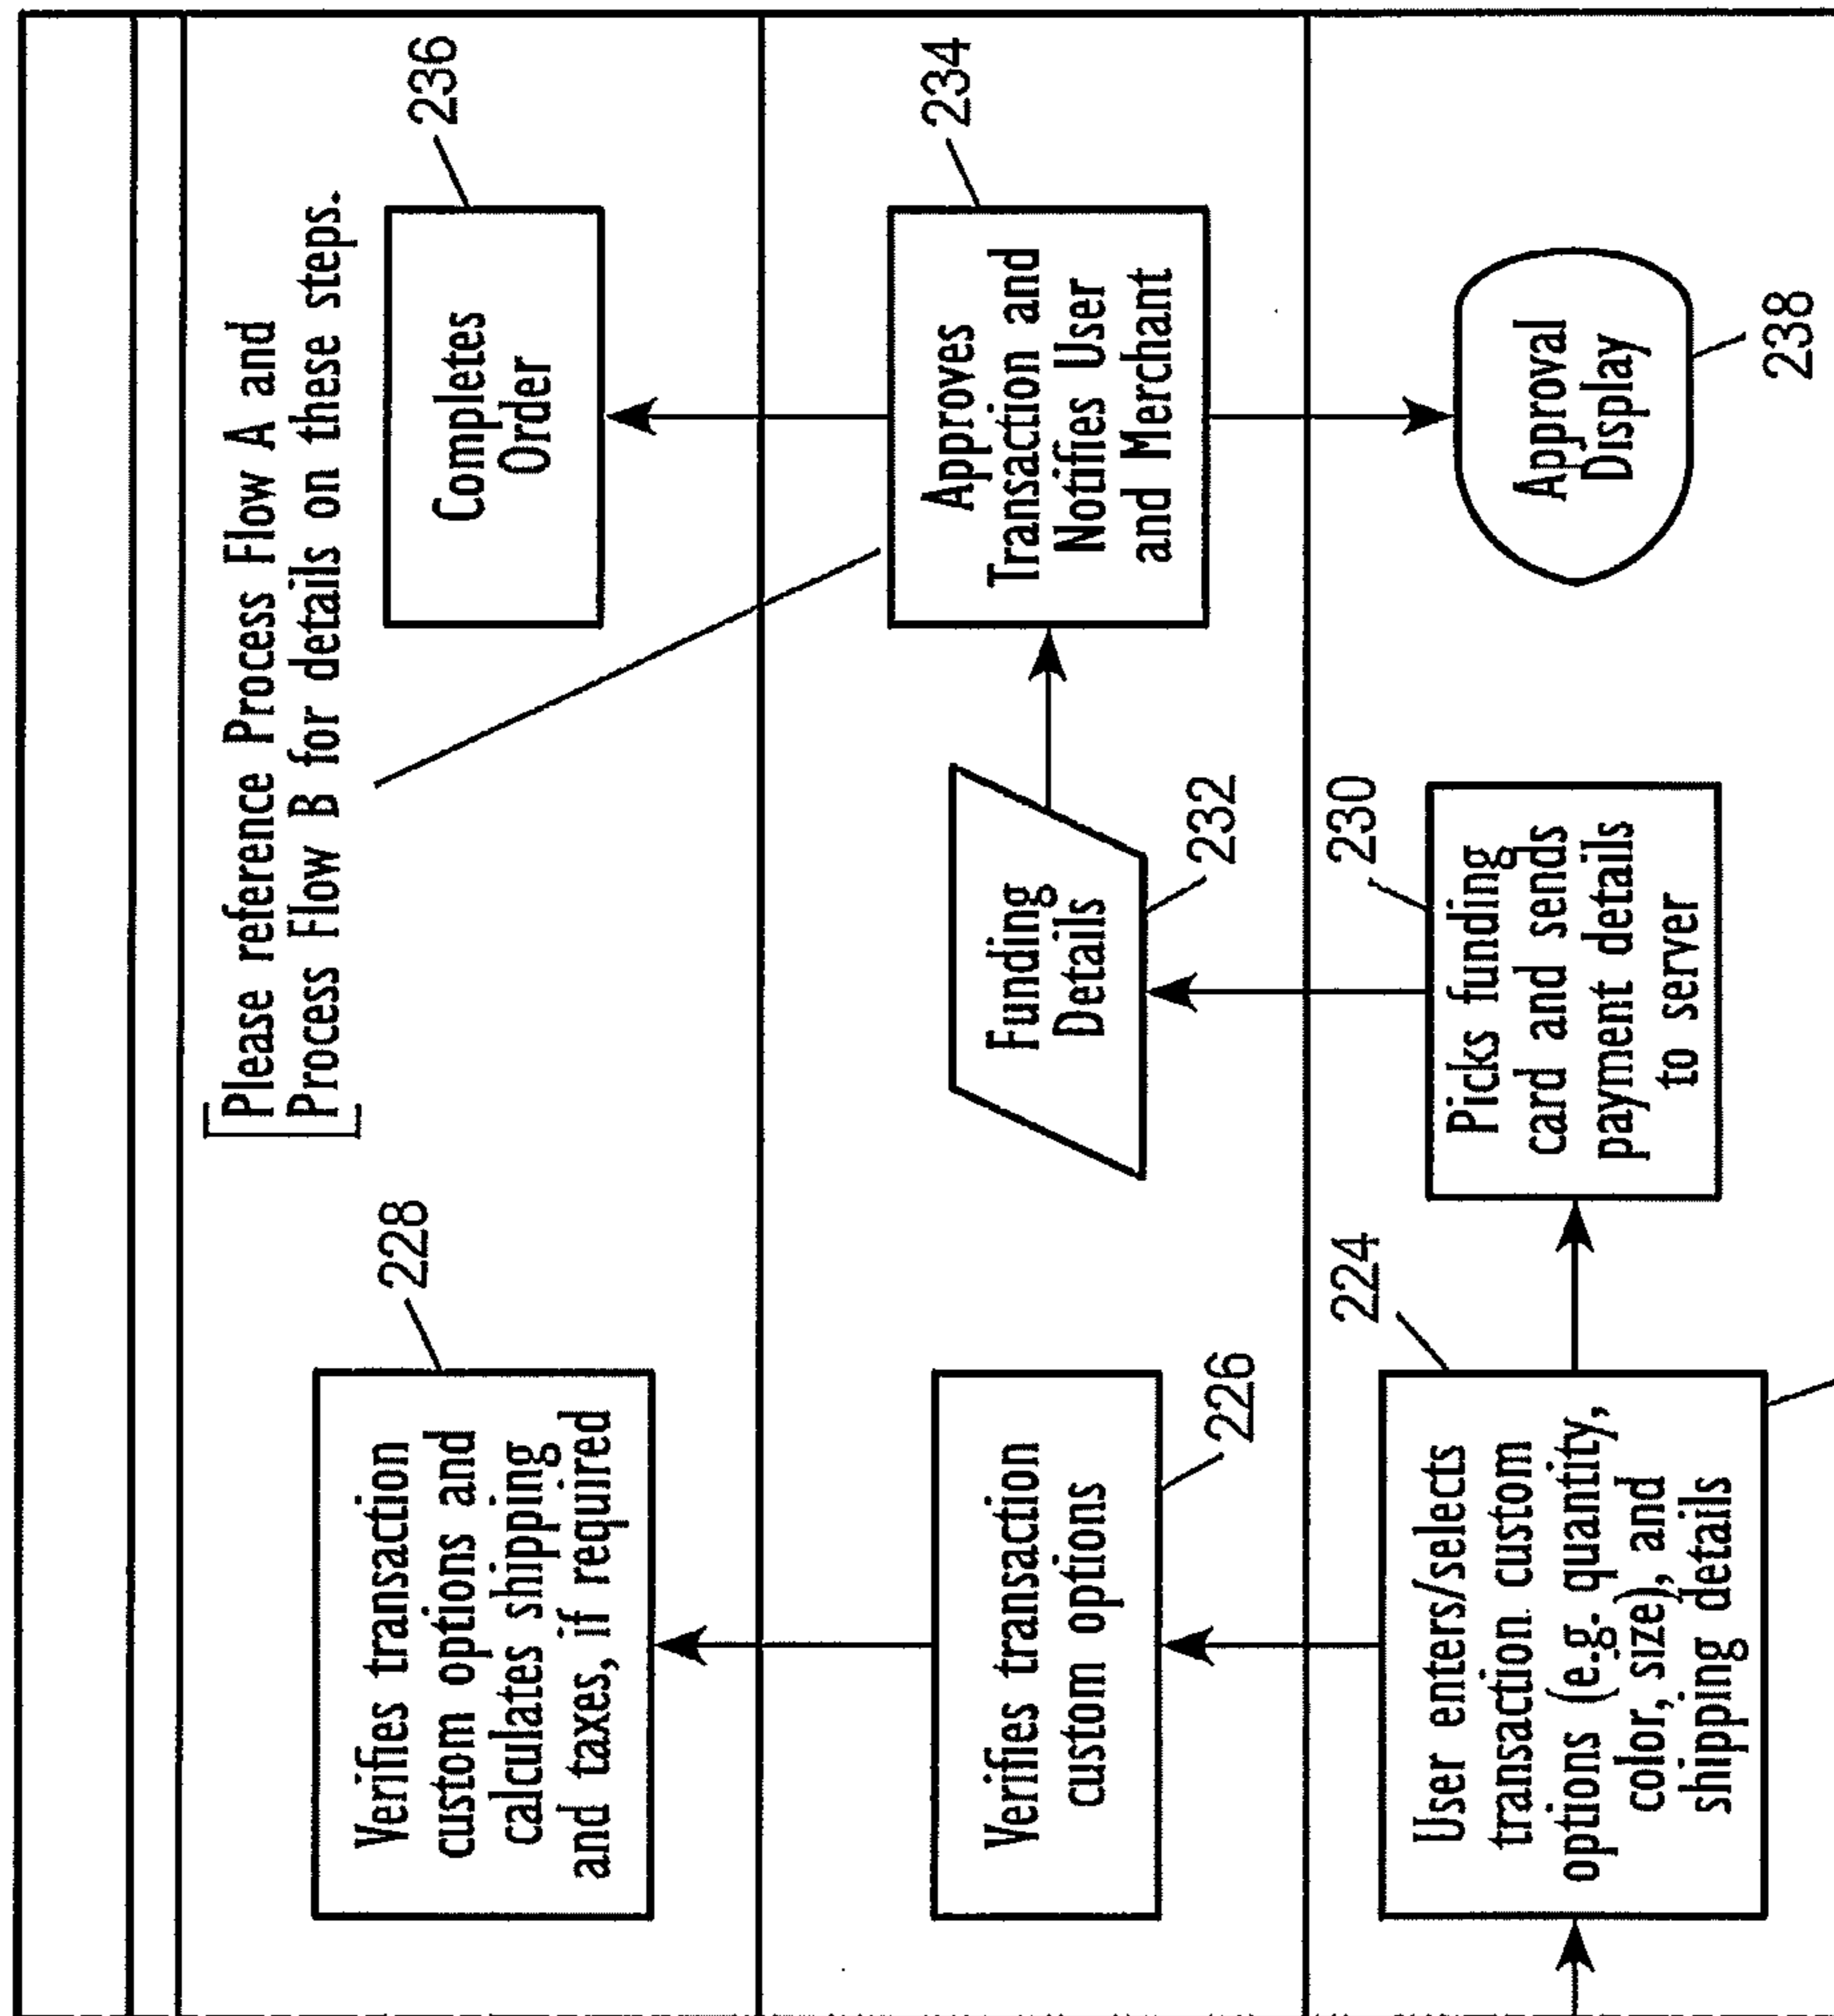 Please reference Process Flow A and
Process Flow B for details on these steps.
Verifies transaction
custom options and
calculates shipping
and taxes, if required
228
Completes
Order
236
Verifies transaction
custom options
226
Funding
Details
232
Approves
Transaction and
Notifies User
and Merchant
234
User enters/selects
transaction custom
options (e.g. quantity,
color, size), and
shipping details
224
Picks funding
card and sends
payment details
to server
230
Approval
Display
238